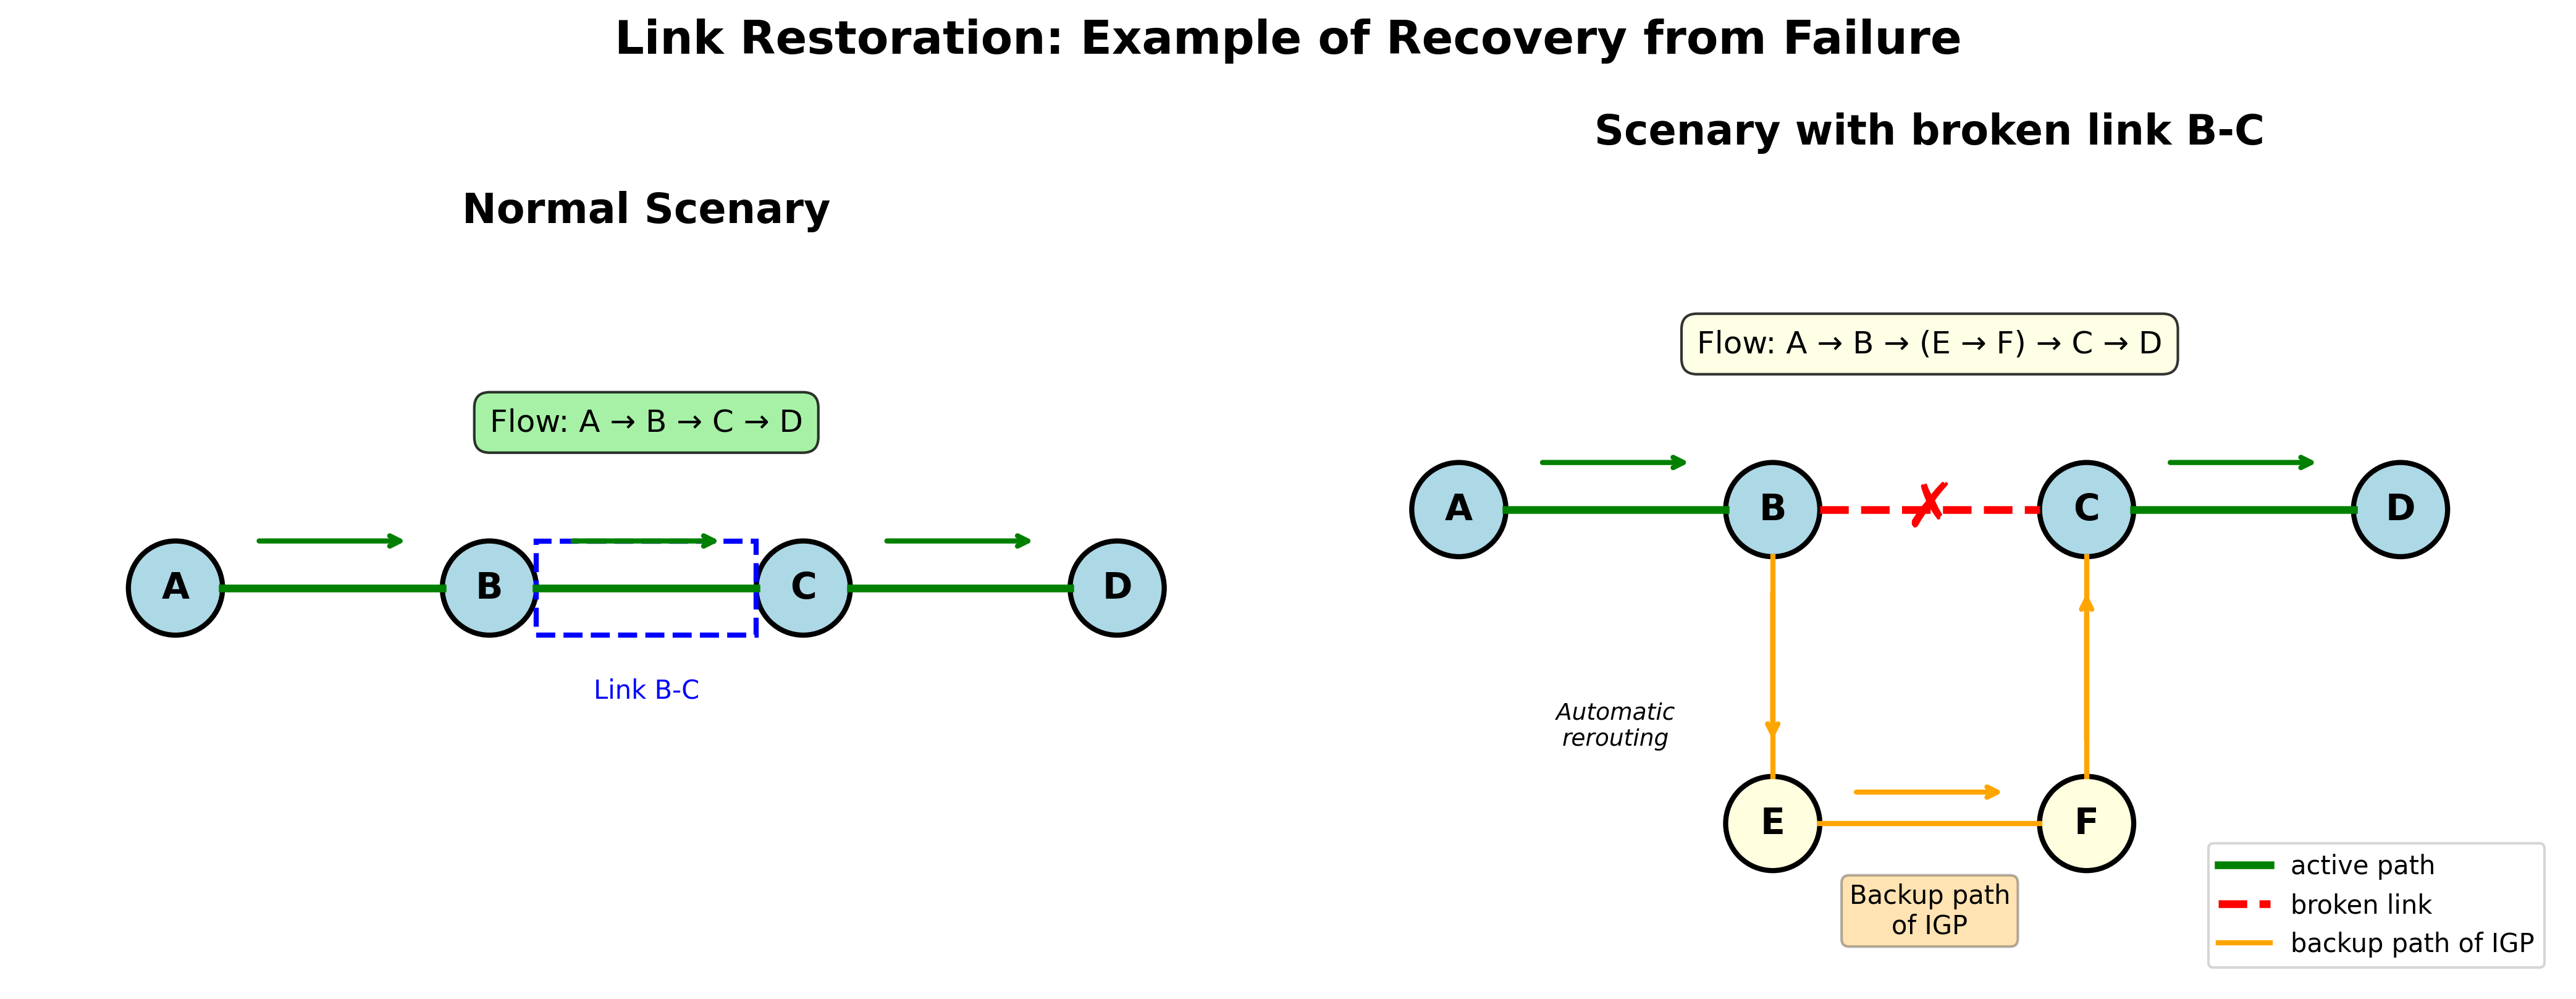 Link Restoration: Example of Recovery from Failure
Normal Scenary
Flow: A → B → C → D
A
B
C
D
Link B-C
Scenary with broken link B-C
Flow: A → B → (E → F) → C → D
A
B
✗
C
D
Automatic
rerouting
E
F
Backup path
of IGP
active path
broken link
backup path of IGP